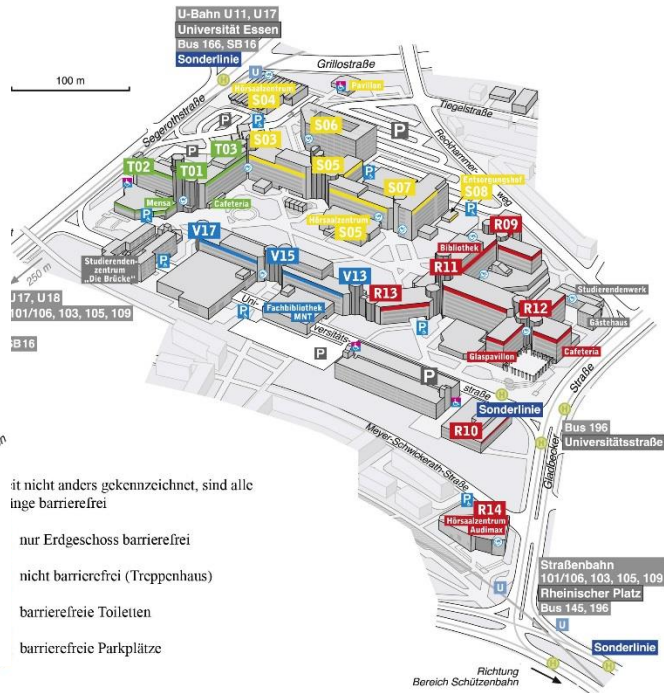 U-Bahn U11, U17
Universität Essen
Bus 166, SB16
Sonderlinie
100 m
Grillostraße
U
H
Segerothstraße
Hörsaalzentrum
S04
Pavillon
Tiegelstraße
P
S06
P
S03
T03
P
T02
T01
S05
Reckhammerweg
S07
Entsorgungshof
S08
Mensa
Cafeteria
Hörsaalzentrum
S05
R09
V17
Bibliothek
Studierenden-
zentrum
„Die Brücke“
V15
R11
V13
R13
Studierendenwerk
250 m
U17, U18
101/106, 103, 105, 109
Uni-
Fachbibliothek
MNT
R12
Gästehaus
versitäts-
SB16
P
Glaspavillon
Cafeteria
P
straße
H
Sonderlinie
H
Straße
R10
Bus 196
Universitätsstraße
H
Gladbecker
Meyer-Schwickerath-Straße
eit nicht anders gekennzeichnet, sind alle
inge barrierefrei
R14
Hörsaalzentrum
Audimax
nur Erdgeschoss barrierefrei
nicht barrierefrei (Treppenhaus)
Straßenbahn
101/106, 103, 105, 109
Rheinischer Platz
Bus 145, 196
barrierefreie Toiletten
U
U
barrierefreie Parkplätze
Sonderlinie
H
H
Richtung
Bereich Schützenbahn